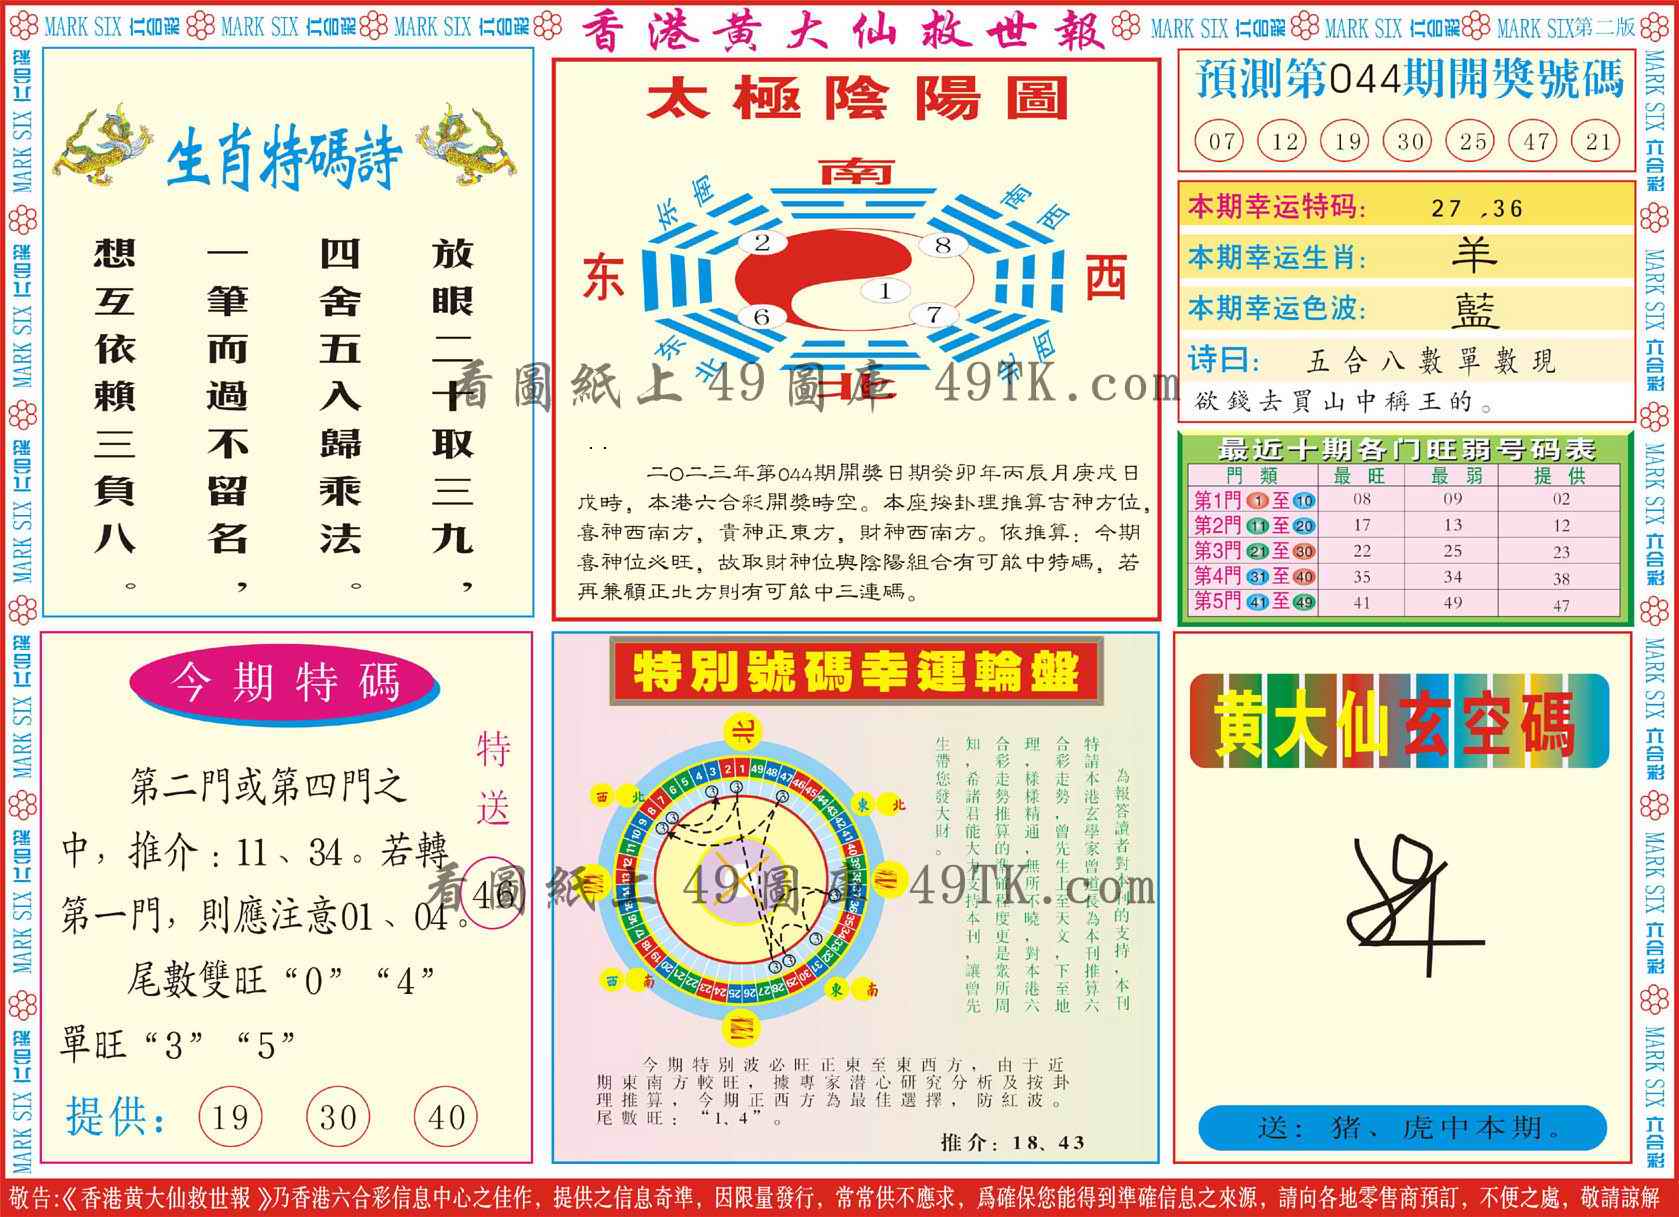 MARK SIX 六合彩 MARK SIX 六合彩 MARK SIX 六合彩
香港黄大仙救世報
MARK SIX 六合彩 MARK SIX 六合彩 MARK SIX 第二版
生肖特碼詩
放眼二十取三九，
四舍五入歸乘法。
一筆而過不留名，
想互依賴三負八。
太極陰陽圖
南
东南
南西
2
8
东
西
1
6
7
东北
北西
北
看圖紙上49圖庫 49TK.com
二O二三年第044期開獎日期癸卯年丙辰月庚戌日
戊時，本港六合彩開獎時空。本座按卦理推算吉神方位，
喜神西南方，貴神正東方，財神西南方。依推算：今期
喜神位必旺，故取財神位與陰陽組合有可能中特碼，若
再兼顧正北方則有可能中三連碼。
預測第044期開獎號碼
07 12 19 30 25 47 21
本期幸运特码: 27 ,36
本期幸运生肖: 羊
本期幸运色波: 藍
诗曰: 五合八數單數現
欲錢去買山中稱王的。
最近十期各门旺弱号码表
門類 最旺 最弱 提供
第1門 1 至 10 08 09 02
第2門 11 至 20 17 13 12
第3門 21 至 30 22 25 23
第4門 31 至 40 35 34 38
第5門 41 至 49 41 49 47
今期特碼
特送
46
第二門或第四門之
中，推介：11、34。若轉
第一門，則應注意01、04。
尾數雙旺“0”“4”
單旺“3”“5”
提供： 19 30 40
特別號碼幸運輪盤
北
西北
東北
西南
東南
為報答讀者對本刊的支持，本刊
特請本港玄學家曾道長為本刊推算六
合彩走勢，曾先生上至天文，下至地
理，樣樣精通，無所不曉，對本港六
合彩走勢推算的準確程度更是眾所周
知，希諸君能大力支持本刊，讓曾先
生帶您發大財。
看圖紙上49圖庫 49TK.com
今期特別波必旺正東至東西方，由于近
期東南方較旺，據專家潛心研究分析及按卦
理推算，今期正西方為最佳選擇，防紅波。
尾數旺：“1、4”。
推介：18、43
黄大仙玄空碼
送：猪、虎中本期。
敬告:《香港黄大仙救世報》乃香港六合彩信息中心之佳作，提供之信息奇準，因限量發行，常常供不應求，爲確保您能得到準確信息之來源，請向各地零售商預訂，不便之處，敬請諒解